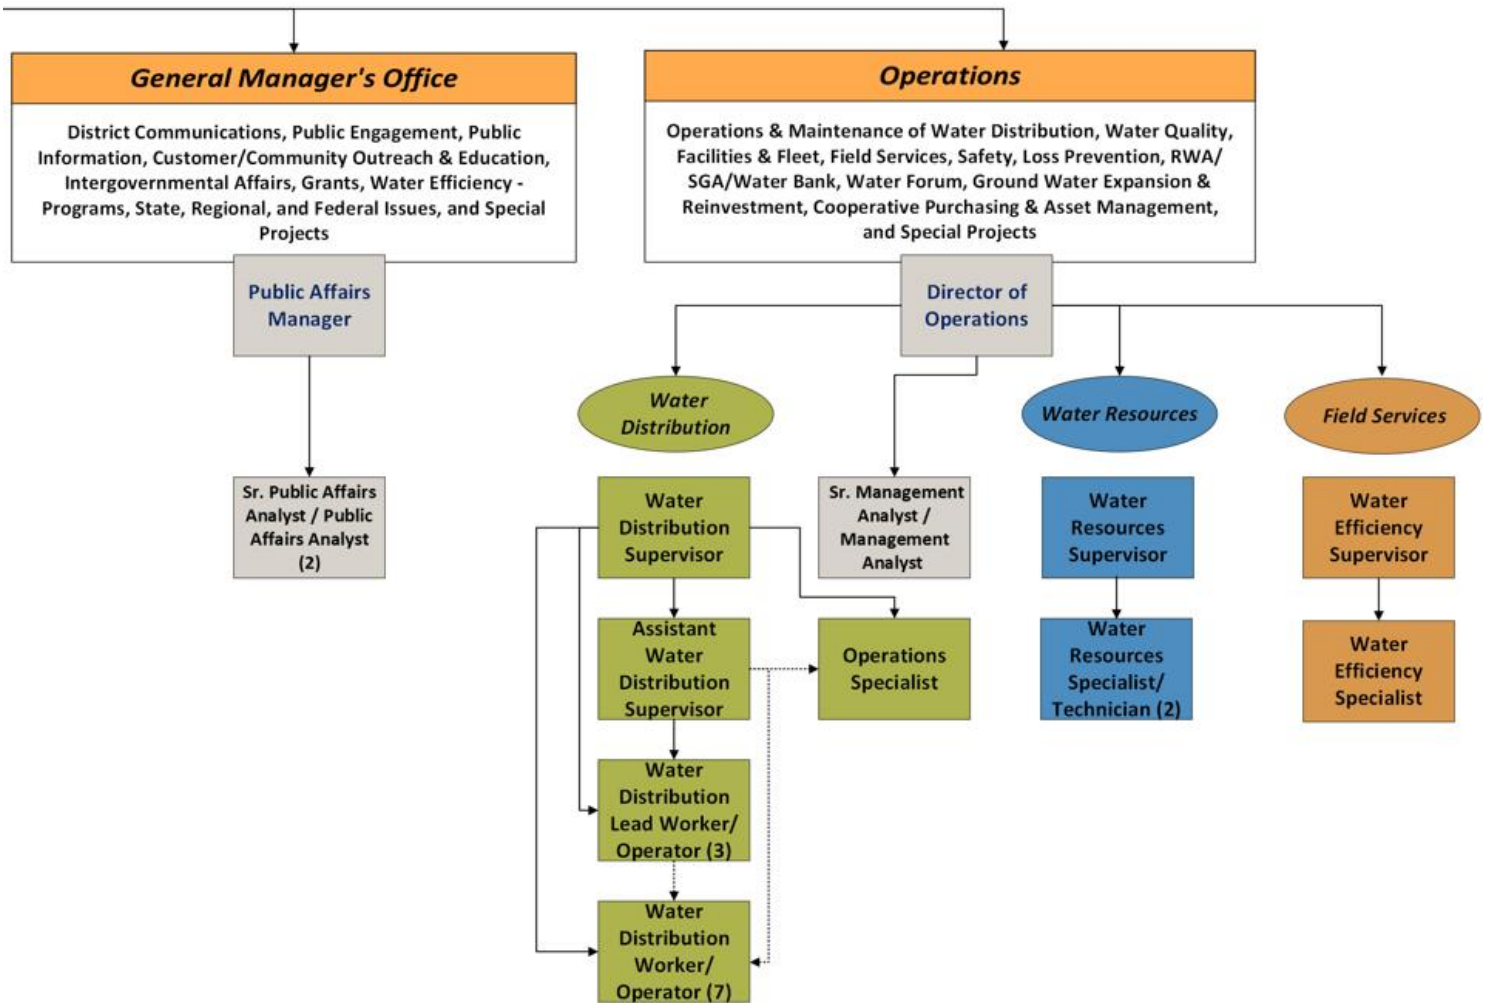 General Manager's Office
District Communications, Public Engagement, Public
Information, Customer/Community Outreach & Education,
Intergovernmental Affairs, Grants, Water Efficiency -
Programs, State, Regional, and Federal Issues, and Special
Projects
Public Affairs
Manager
Sr. Public Affairs
Analyst / Public
Affairs Analyst
(2)
Operations
Operations & Maintenance of Water Distribution, Water Quality,
Facilities & Fleet, Field Services, Safety, Loss Prevention, RWA/
SGA/Water Bank, Water Forum, Ground Water Expansion &
Reinvestment, Cooperative Purchasing & Asset Management,
and Special Projects
Director of
Operations
Water
Distribution
Water Resources
Field Services
Water
Distribution
Supervisor
Sr. Management
Analyst /
Management
Analyst
Water
Resources
Supervisor
Water
Efficiency
Supervisor
Assistant
Water
Distribution
Supervisor
Operations
Specialist
Water
Resources
Specialist/
Technician (2)
Water
Efficiency
Specialist
Water
Distribution
Lead Worker/
Operator (3)
Water
Distribution
Worker/
Operator (7)